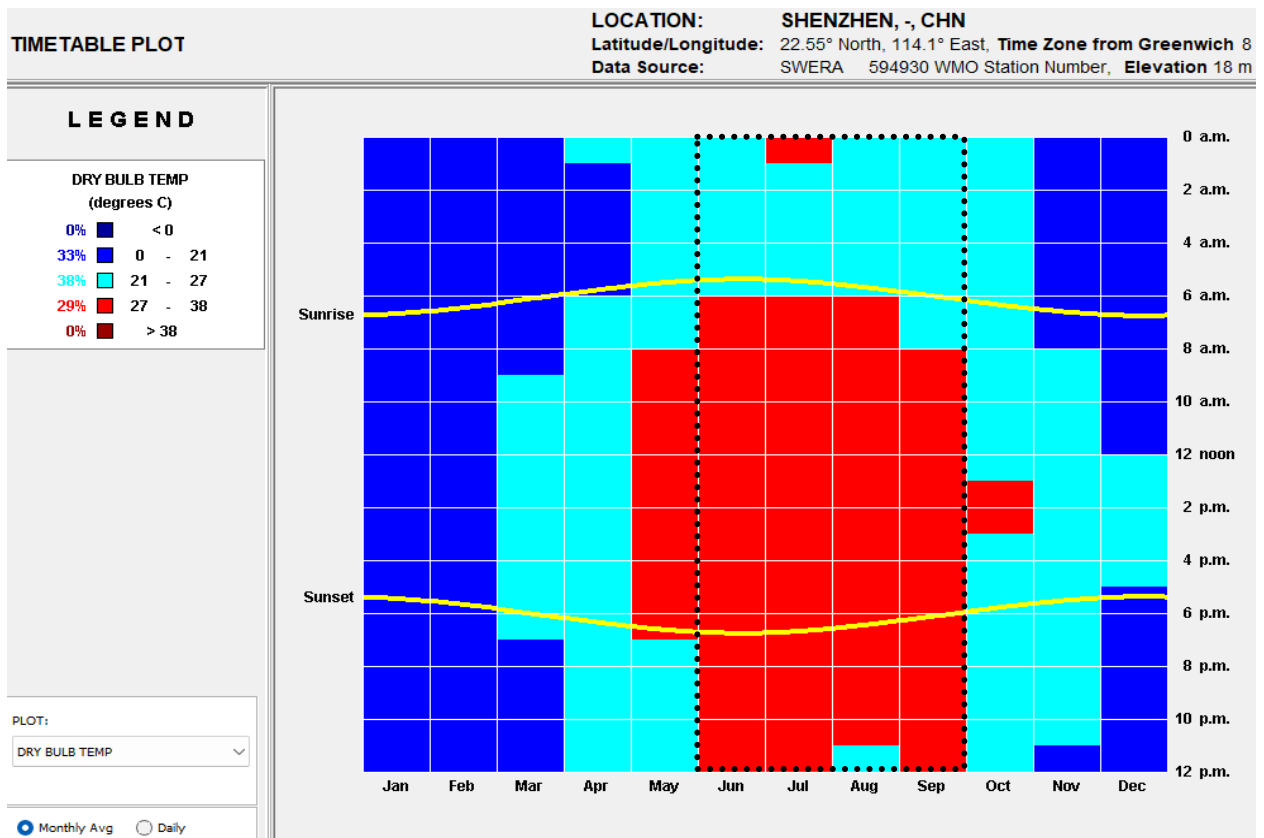 TIMETABLE PLOT
LOCATION: SHENZHEN, -, CHN
Latitude/Longitude: 22.55° North, 114.1° East, Time Zone from Greenwich 8
Data Source: SWERA 594930 WMO Station Number, Elevation 18 m
LEGEND
DRY BULB TEMP
(degrees C)
0% < 0
33% 0 - 21
38% 21 - 27
29% 27 - 38
0% > 38
PLOT:
DRY BULB TEMP
Monthly Avg Daily
Sunrise
Sunset
0 a.m.
2 a.m.
4 a.m.
6 a.m.
8 a.m.
10 a.m.
12 noon
2 p.m.
4 p.m.
6 p.m.
8 p.m.
10 p.m.
12 p.m.
Jan Feb Mar Apr May Jun Jul Aug Sep Oct Nov Dec